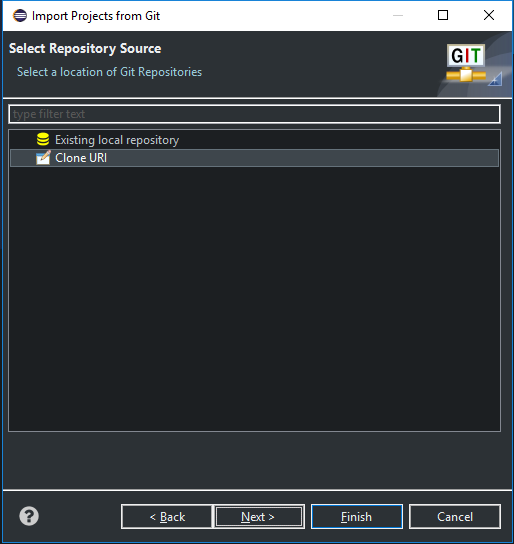 Import Projects from Git
Select Repository Source
Select a location of Git Repositories
GIT
type filter text
Existing local repository
Clone URI
?
< Back
Next >
Finish
Cancel